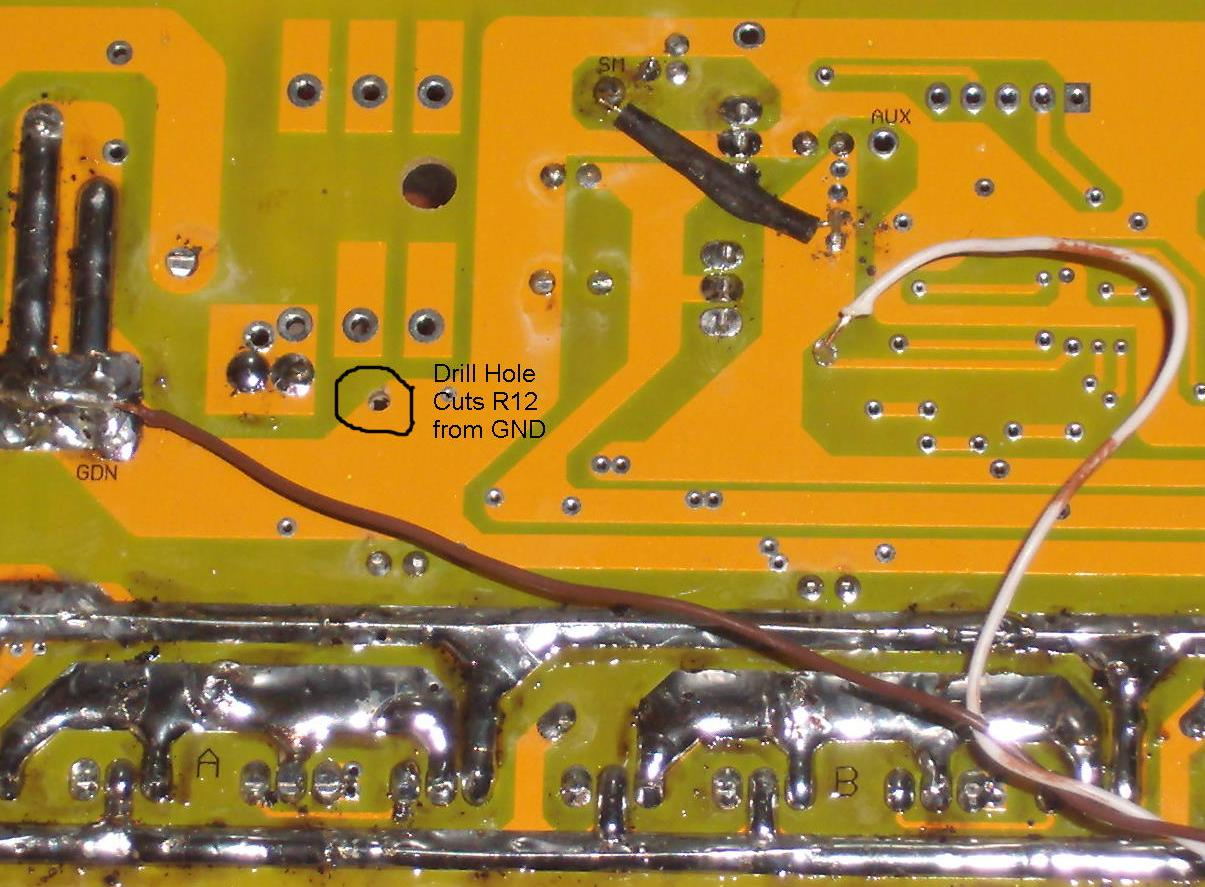 SM
AUX
Drill Hole
Cuts R12
from GND
GDN
A
B